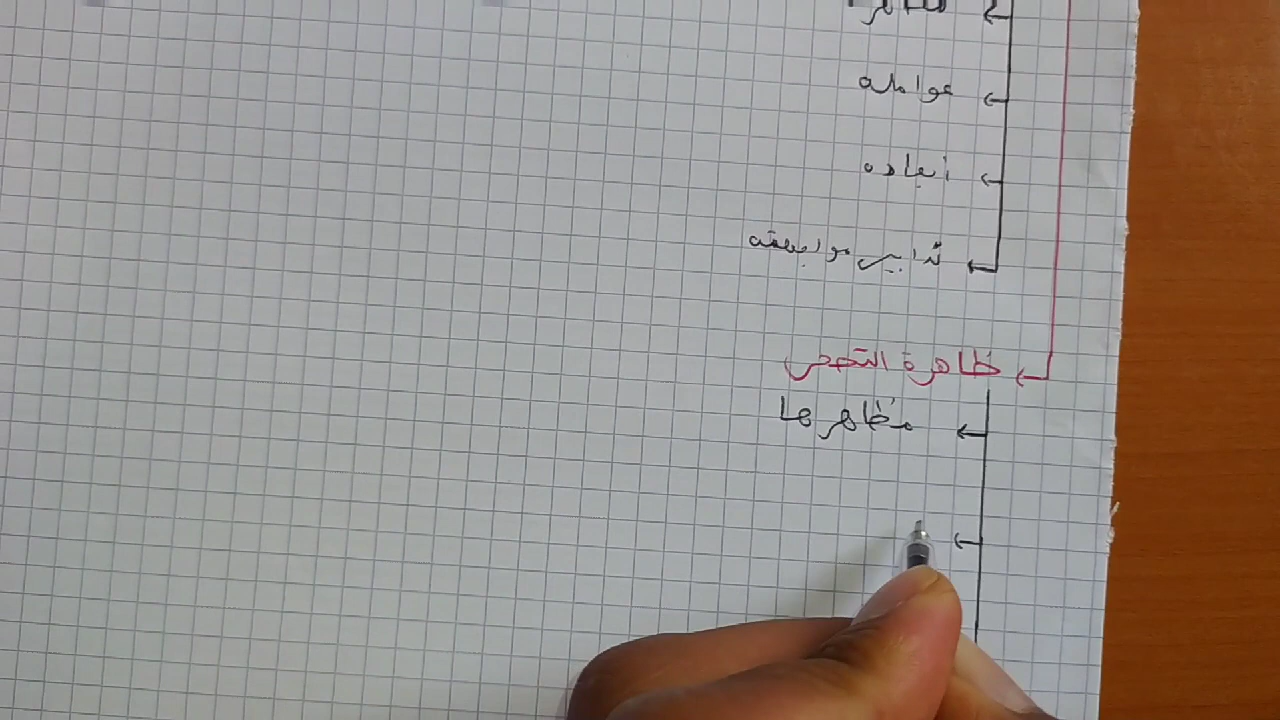 عوامله
أبعاده
تدابير مواجهته
ظاهرة التصحر
مظاهرها